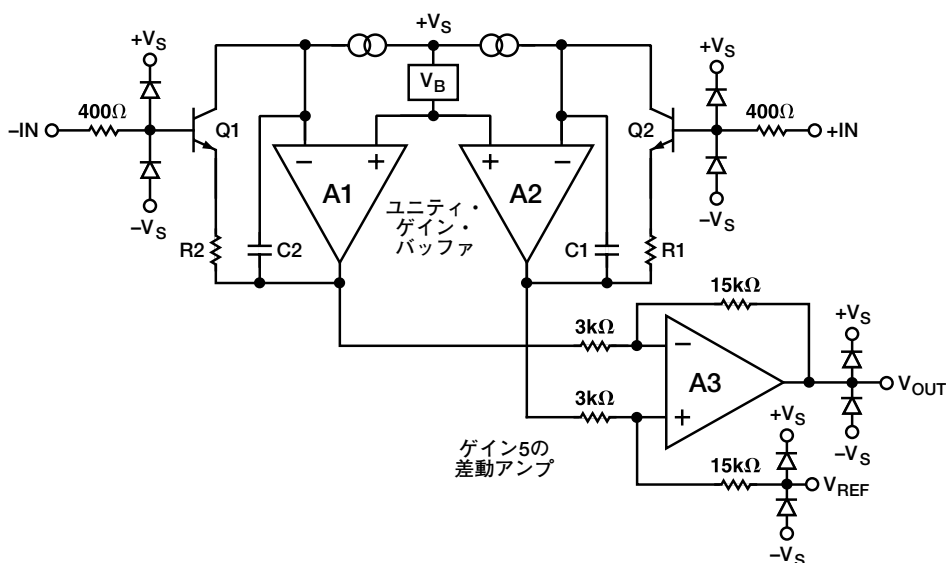 +VS
+VS
+VS
VB
400Ω
400Ω
−IN
Q1
Q2
+IN
−
+
+
−
A1
A2
−VS
−VS
ユニティ・
ゲイン・
バッファ
R2
C2
C1
R1
15kΩ
3kΩ
+VS
−
A3
VOUT
3kΩ
+
+VS
−VS
ゲイン5の
差動アンプ
15kΩ
VREF
−VS